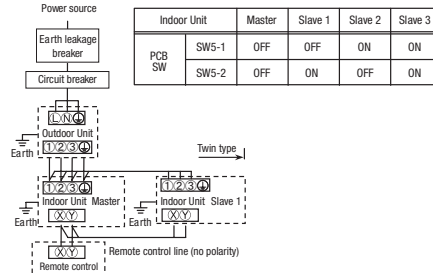 Power source
Earth leakage
breaker
Circuit breaker
L N ⏚
Outdoor Unit
Earth
1 2 3 ⏚
Twin type
1 2 3 ⏚
Indoor Unit Master
Earth
X Y
1 2 3 ⏚
Indoor Unit Slave 1
Earth
X Y
X Y
Remote control
Remote control line (no polarity)
Indoor Unit Master Slave 1 Slave 2 Slave 3
PCB
SW
SW5-1 OFF OFF ON ON
SW5-2 OFF ON OFF ON